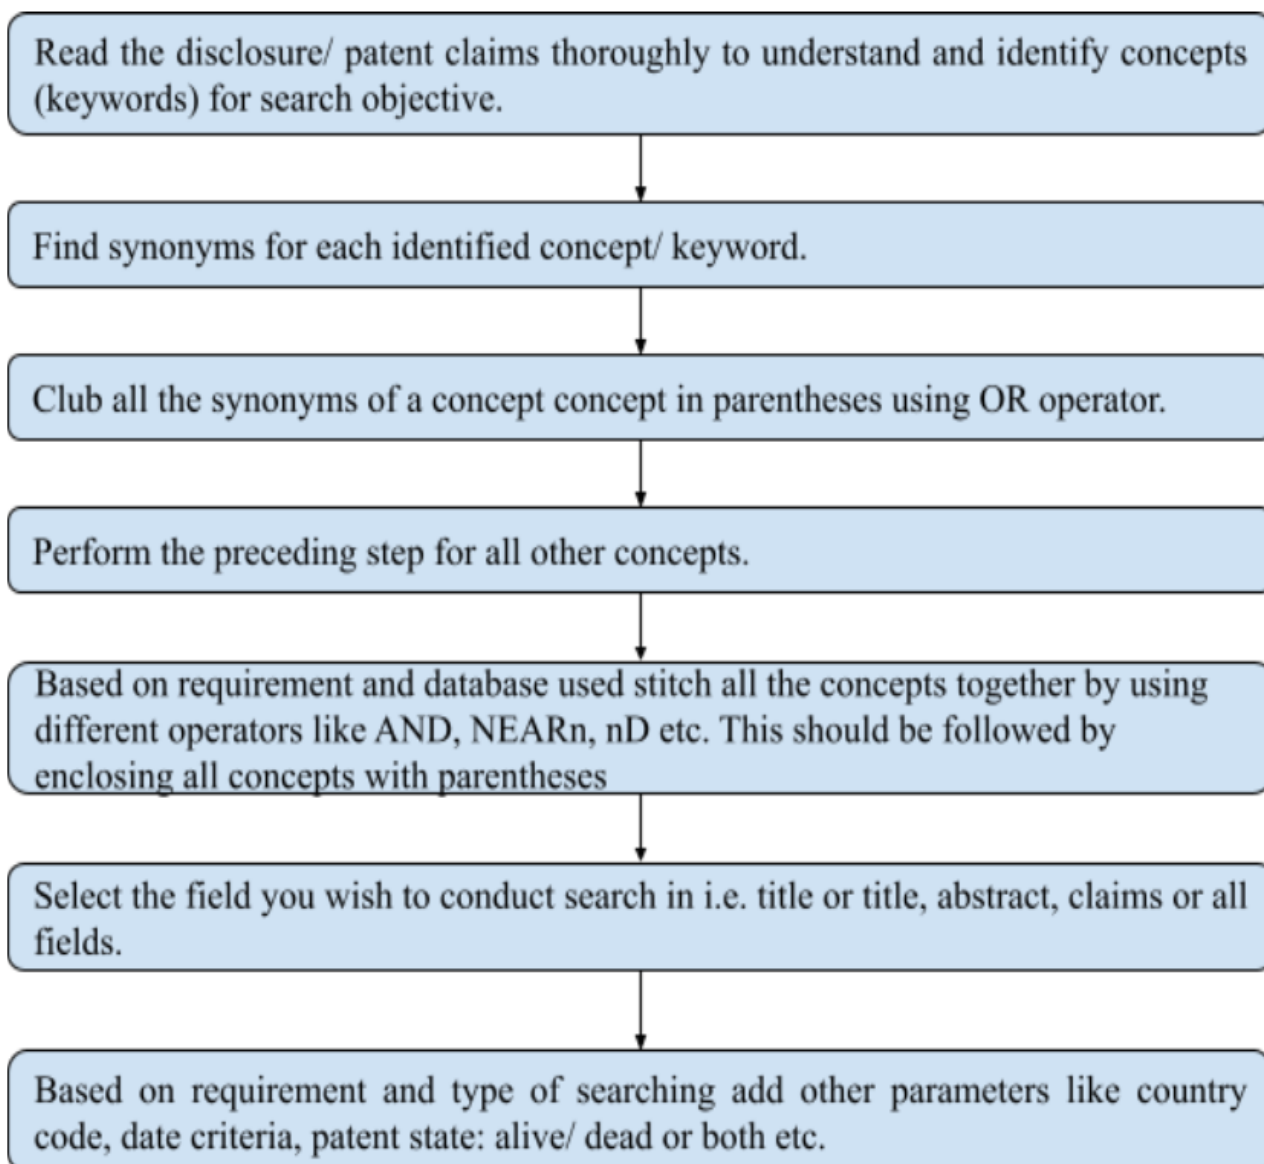 Read the disclosure/ patent claims thoroughly to understand and identify concepts
(keywords) for search objective.
Find synonyms for each identified concept/ keyword.
Club all the synonyms of a concept concept in parentheses using OR operator.
Perform the preceding step for all other concepts.
Based on requirement and database used stitch all the concepts together by using
different operators like AND, NEARn, nD etc. This should be followed by
enclosing all concepts with parentheses
Select the field you wish to conduct search in i.e. title or title, abstract, claims or all
fields.
Based on requirement and type of searching add other parameters like country
code, date criteria, patent state: alive/ dead or both etc.